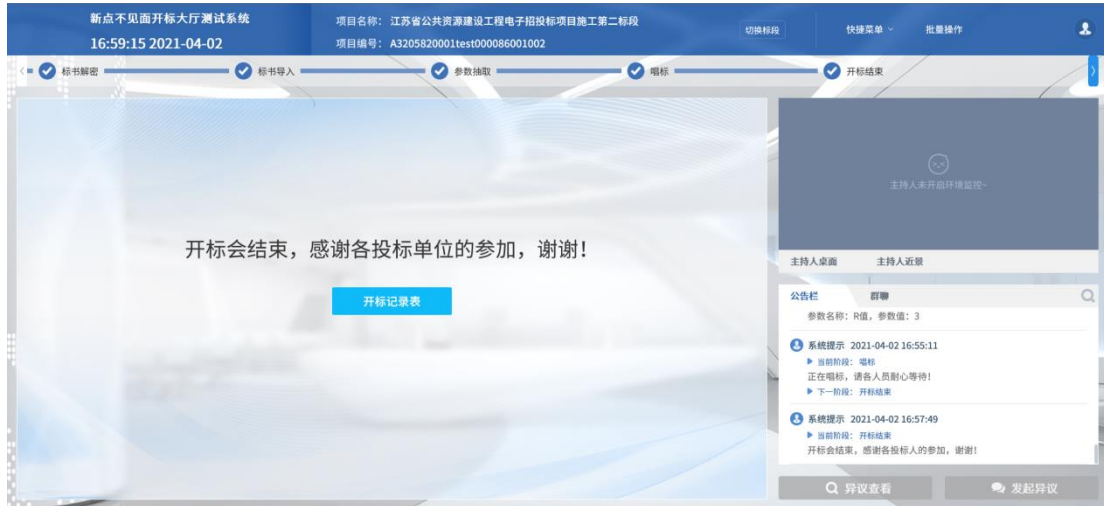 新点不见面开标大厅测试系统
16:59:15 2021-04-02
项目名称： 江苏省公共资源建设工程电子招投标项目施工第二标段
项目编号： A3205820001test000086001002
切换标段
快捷菜单
批量操作
标书解密
标书导入
参数抽取
唱标
开标结束
开标会结束，感谢各投标单位的参加，谢谢！
开标记录表
主持人未开启环境监控~
主持人桌面
主持人近景
公告栏
群聊
参数名称：R值，参数值：3
系统提示 2021-04-02 16:55:11
当前阶段： 唱标
正在唱标，请各人员耐心等待！
下一阶段： 开标结束
系统提示 2021-04-02 16:57:49
当前阶段： 开标结束
开标会结束，感谢各投标人的参加，谢谢！
异议查看
发起异议